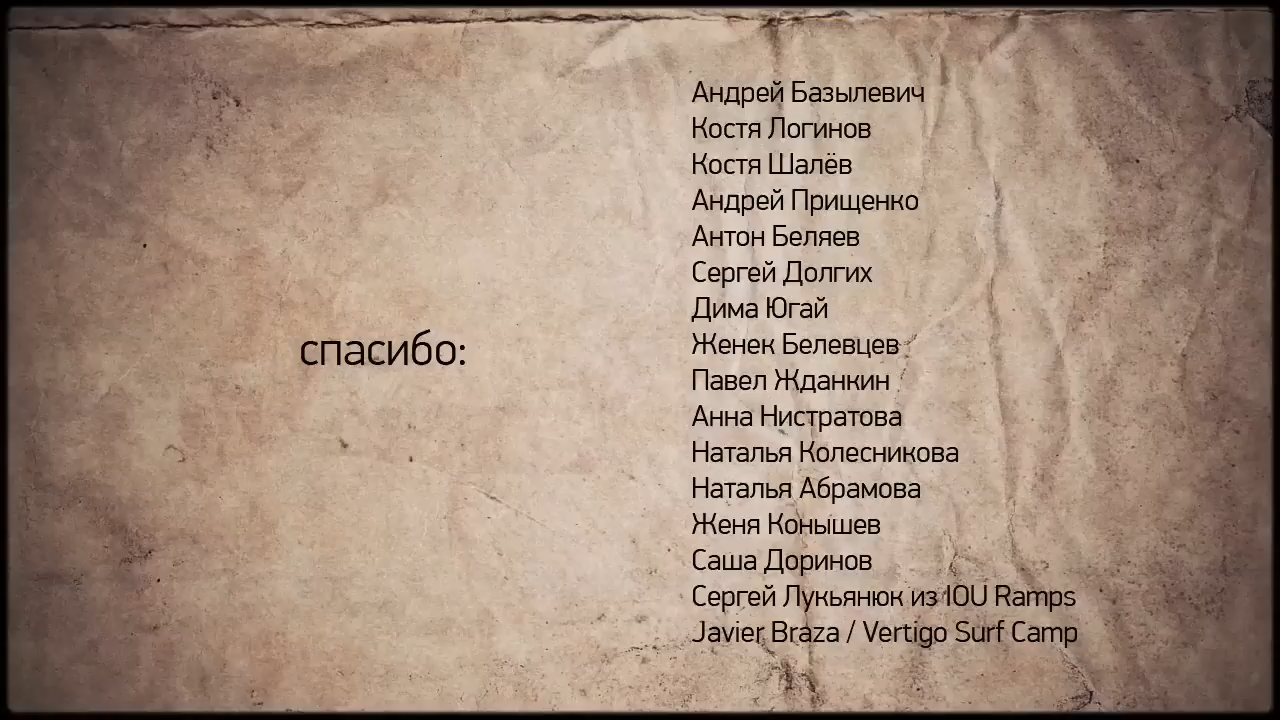 спасибо:
Андрей Базылевич
Костя Логинов
Костя Шалёв
Андрей Прищенко
Антон Беляев
Сергей Долгих
Дима Югай
Женек Белевцев
Павел Жданкин
Анна Нистратова
Наталья Колесникова
Наталья Абрамова
Женя Конышев
Саша Доринов
Сергей Лукьянюк из IOU Ramps
Javier Braza / Vertigo Surf Camp